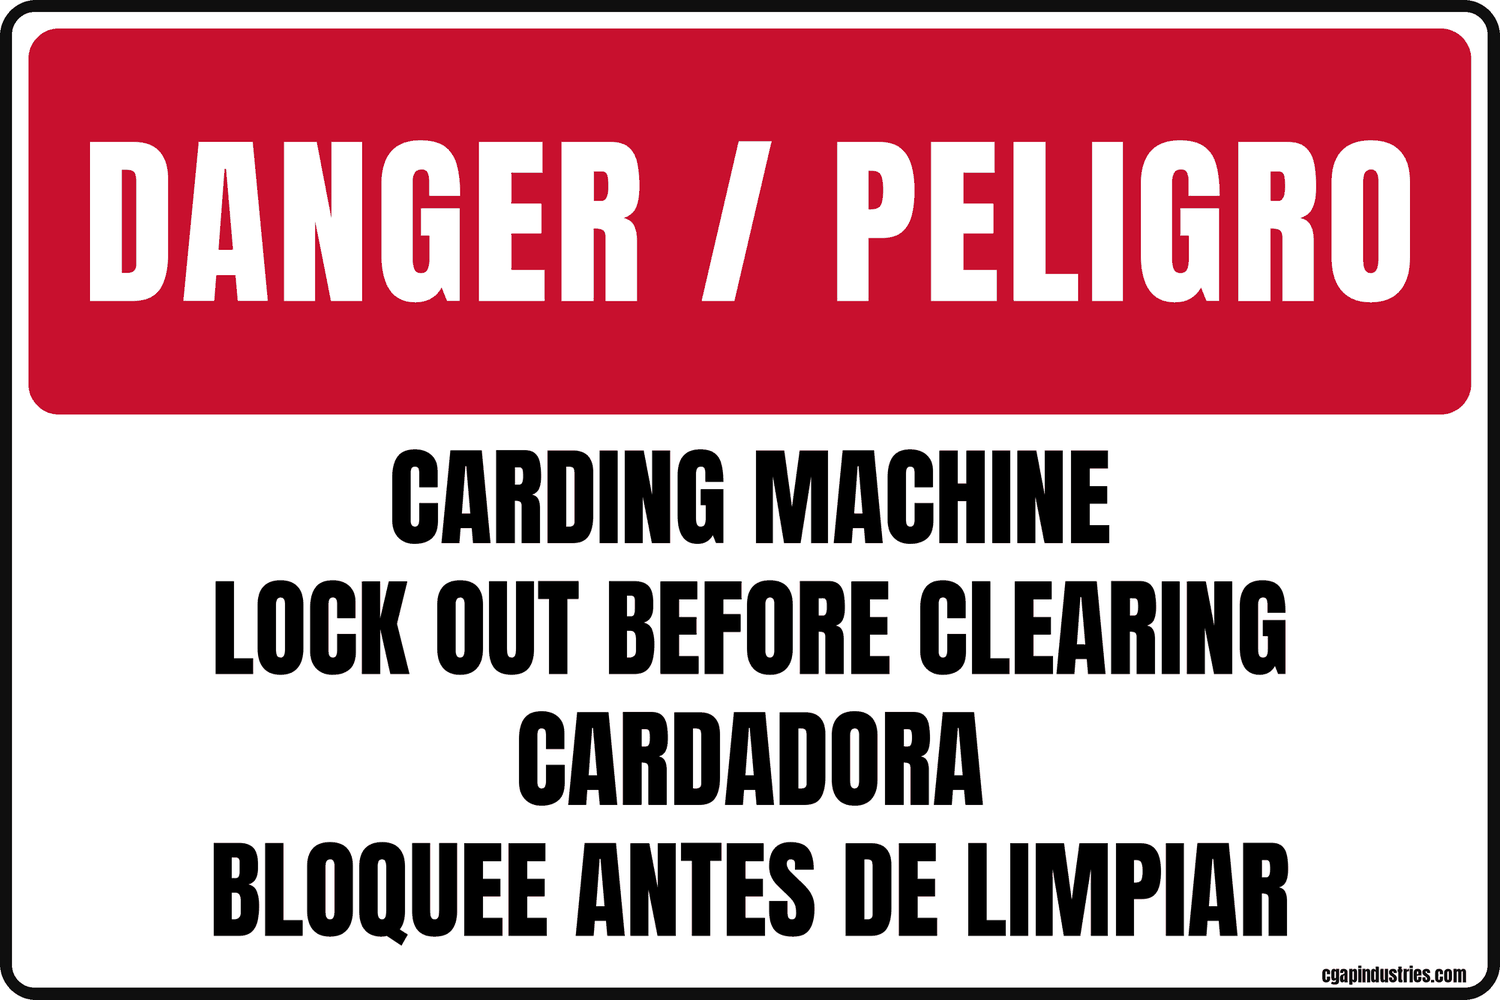 DANGER / PELIGRO
CARDING MACHINE
LOCK OUT BEFORE CLEARING
CARDADORA
BLOQUEE ANTES DE LIMPIAR
cgapindustries.com